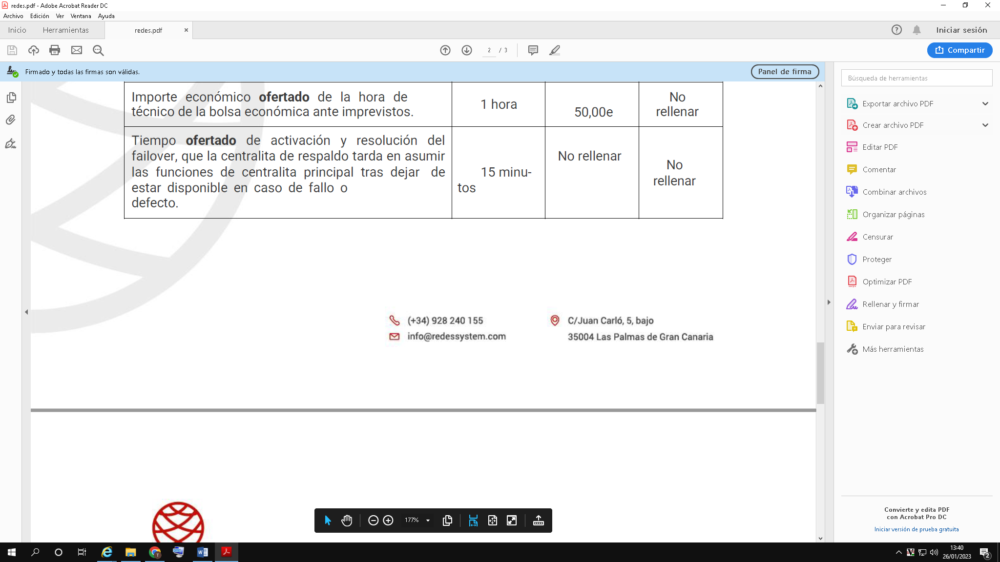 redes.pdf - Adobe Acrobat Reader DC
Archivo Edición Ver Ventana Ayuda
Inicio Herramientas redes.pdf × Iniciar sesión
2 / 3 Compartir
Firmado y todas las firmas son válidas. Panel de firma
Importe económico ofertado de la hora de
técnico de la bolsa económica ante imprevistos.
1 hora
50,00e
No
rellenar
Tiempo ofertado de activación y resolución del
failover, que la centralita de respaldo tarda en asumir
las funciones de centralita principal tras dejar de
estar disponible en caso de fallo o
defecto.
15 minu-
tos
No rellenar
No
rellenar
(+34) 928 240 155
info@redessystem.com
C/Juan Carló, 5, bajo
35004 Las Palmas de Gran Canaria
177%
Búsqueda de herramientas
Exportar archivo PDF
Crear archivo PDF
Editar PDF
Comentar
Combinar archivos
Organizar páginas
Censurar
Proteger
Optimizar PDF
Rellenar y firmar
Enviar para revisar
Más herramientas
Convierte y edita PDF
con Acrobat Pro DC
Iniciar versión de prueba gratuita
13:40
26/01/2023
2